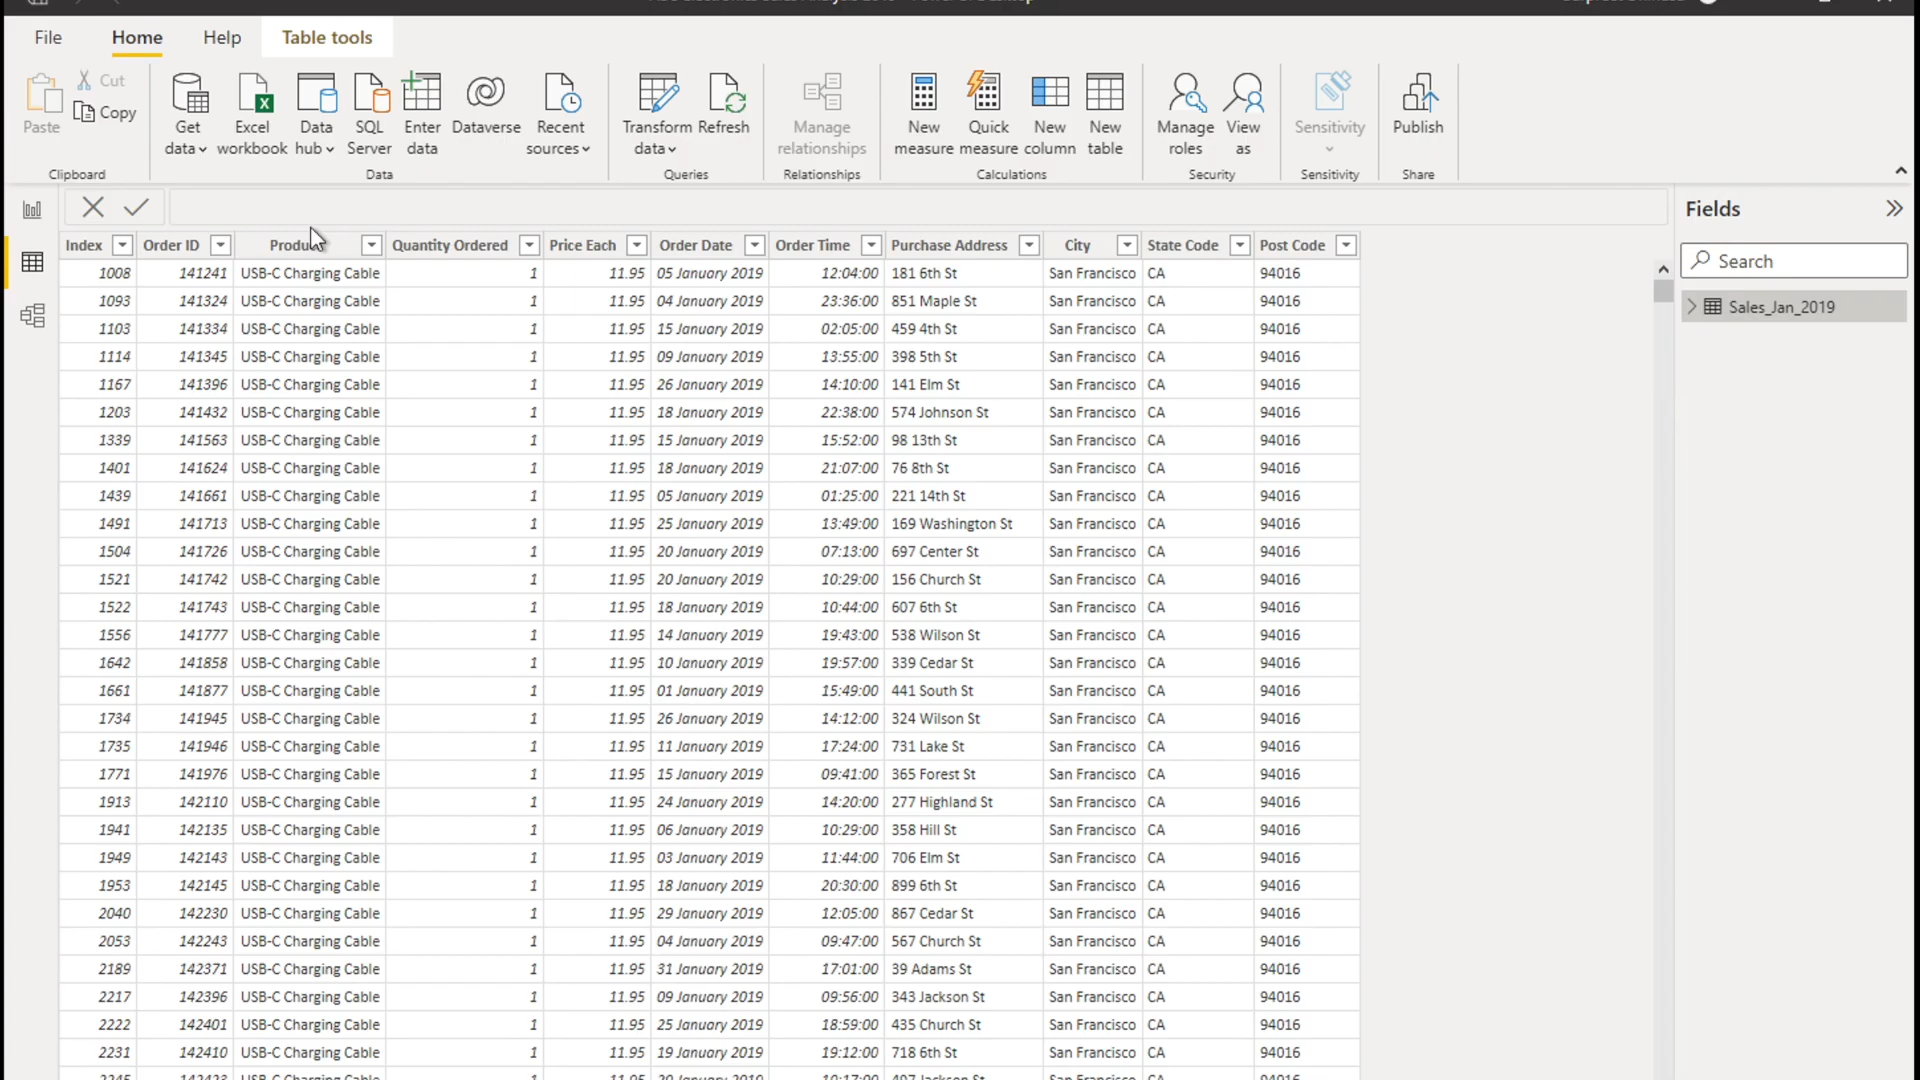 File Home Help Table tools
Paste Cut Copy Get data Excel workbook Data hub SQL Server Enter data Dataverse Recent sources Transform data Refresh Manage relationships New measure Quick measure New column New table Manage roles View as Sensitivity Publish
Clipboard Data Queries Relationships Calculations Security Sensitivity Share
Fields
Search
Sales_Jan_2019
Index Order ID Quantity Ordered Price Each Order Date Order Time Purchase Address City State Code Post Code
1008 141241 USB-C Charging Cable 1 11.95 05 January 2019 12:04:00 181 6th St San Francisco CA 94016
1093 141324 USB-C Charging Cable 1 11.95 04 January 2019 23:36:00 851 Maple St San Francisco CA 94016
1103 141334 USB-C Charging Cable 1 11.95 15 January 2019 02:05:00 459 4th St San Francisco CA 94016
1114 141345 USB-C Charging Cable 1 11.95 09 January 2019 13:55:00 398 5th St San Francisco CA 94016
1167 141396 USB-C Charging Cable 1 11.95 26 January 2019 14:10:00 141 Elm St San Francisco CA 94016
1203 141432 USB-C Charging Cable 1 11.95 18 January 2019 22:38:00 574 Johnson St San Francisco CA 94016
1339 141563 USB-C Charging Cable 1 11.95 15 January 2019 15:52:00 98 13th St San Francisco CA 94016
1401 141624 USB-C Charging Cable 1 11.95 18 January 2019 21:07:00 76 8th St San Francisco CA 94016
1439 141661 USB-C Charging Cable 1 11.95 05 January 2019 01:25:00 221 14th St San Francisco CA 94016
1491 141713 USB-C Charging Cable 1 11.95 25 January 2019 13:49:00 169 Washington St San Francisco CA 94016
1504 141726 USB-C Charging Cable 1 11.95 20 January 2019 07:13:00 697 Center St San Francisco CA 94016
1521 141742 USB-C Charging Cable 1 11.95 20 January 2019 10:29:00 156 Church St San Francisco CA 94016
1522 141743 USB-C Charging Cable 1 11.95 18 January 2019 10:44:00 607 6th St San Francisco CA 94016
1556 141777 USB-C Charging Cable 1 11.95 14 January 2019 19:43:00 538 Wilson St San Francisco CA 94016
1642 141858 USB-C Charging Cable 1 11.95 10 January 2019 19:57:00 339 Cedar St San Francisco CA 94016
1661 141877 USB-C Charging Cable 1 11.95 01 January 2019 15:49:00 441 South St San Francisco CA 94016
1734 141945 USB-C Charging Cable 1 11.95 26 January 2019 14:12:00 324 Wilson St San Francisco CA 94016
1735 141946 USB-C Charging Cable 1 11.95 11 January 2019 17:24:00 731 Lake St San Francisco CA 94016
1771 141976 USB-C Charging Cable 1 11.95 15 January 2019 09:41:00 365 Forest St San Francisco CA 94016
1913 142110 USB-C Charging Cable 1 11.95 24 January 2019 14:20:00 277 Highland St San Francisco CA 94016
1941 142135 USB-C Charging Cable 1 11.95 06 January 2019 10:29:00 358 Hill St San Francisco CA 94016
1949 142143 USB-C Charging Cable 1 11.95 03 January 2019 11:44:00 706 Elm St San Francisco CA 94016
1953 142145 USB-C Charging Cable 1 11.95 18 January 2019 20:30:00 899 6th St San Francisco CA 94016
2040 142230 USB-C Charging Cable 1 11.95 29 January 2019 12:05:00 867 Cedar St San Francisco CA 94016
2053 142243 USB-C Charging Cable 1 11.95 04 January 2019 09:47:00 567 Church St San Francisco CA 94016
2189 142371 USB-C Charging Cable 1 11.95 31 January 2019 17:01:00 39 Adams St San Francisco CA 94016
2217 142396 USB-C Charging Cable 1 11.95 09 January 2019 09:56:00 343 Jackson St San Francisco CA 94016
2222 142401 USB-C Charging Cable 1 11.95 25 January 2019 18:59:00 435 Church St San Francisco CA 94016
2231 142410 USB-C Charging Cable 1 11.95 19 January 2019 19:12:00 718 6th St San Francisco CA 94016